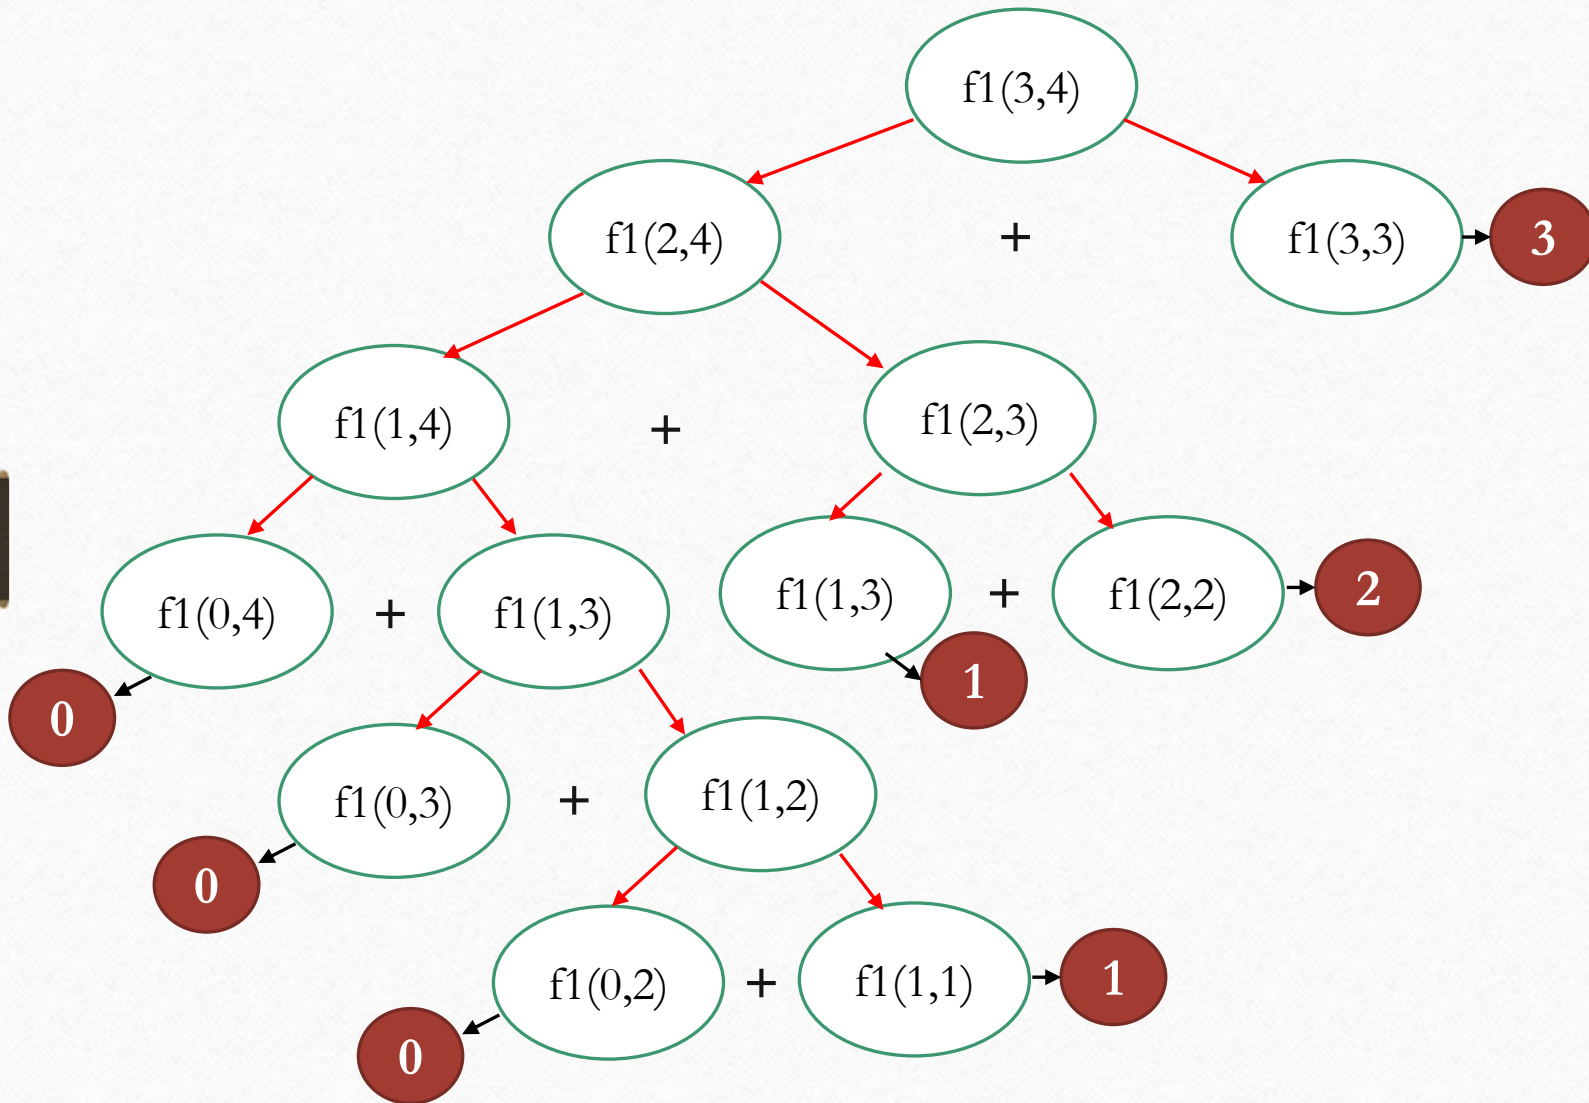 f1(3,4)
f1(2,4)
+
f1(3,3)
3
f1(1,4)
+
f1(2,3)
f1(0,4)
+
f1(1,3)
f1(1,3)
+
f1(2,2)
2
0
1
f1(0,3)
+
f1(1,2)
0
f1(0,2)
+
f1(1,1)
1
0